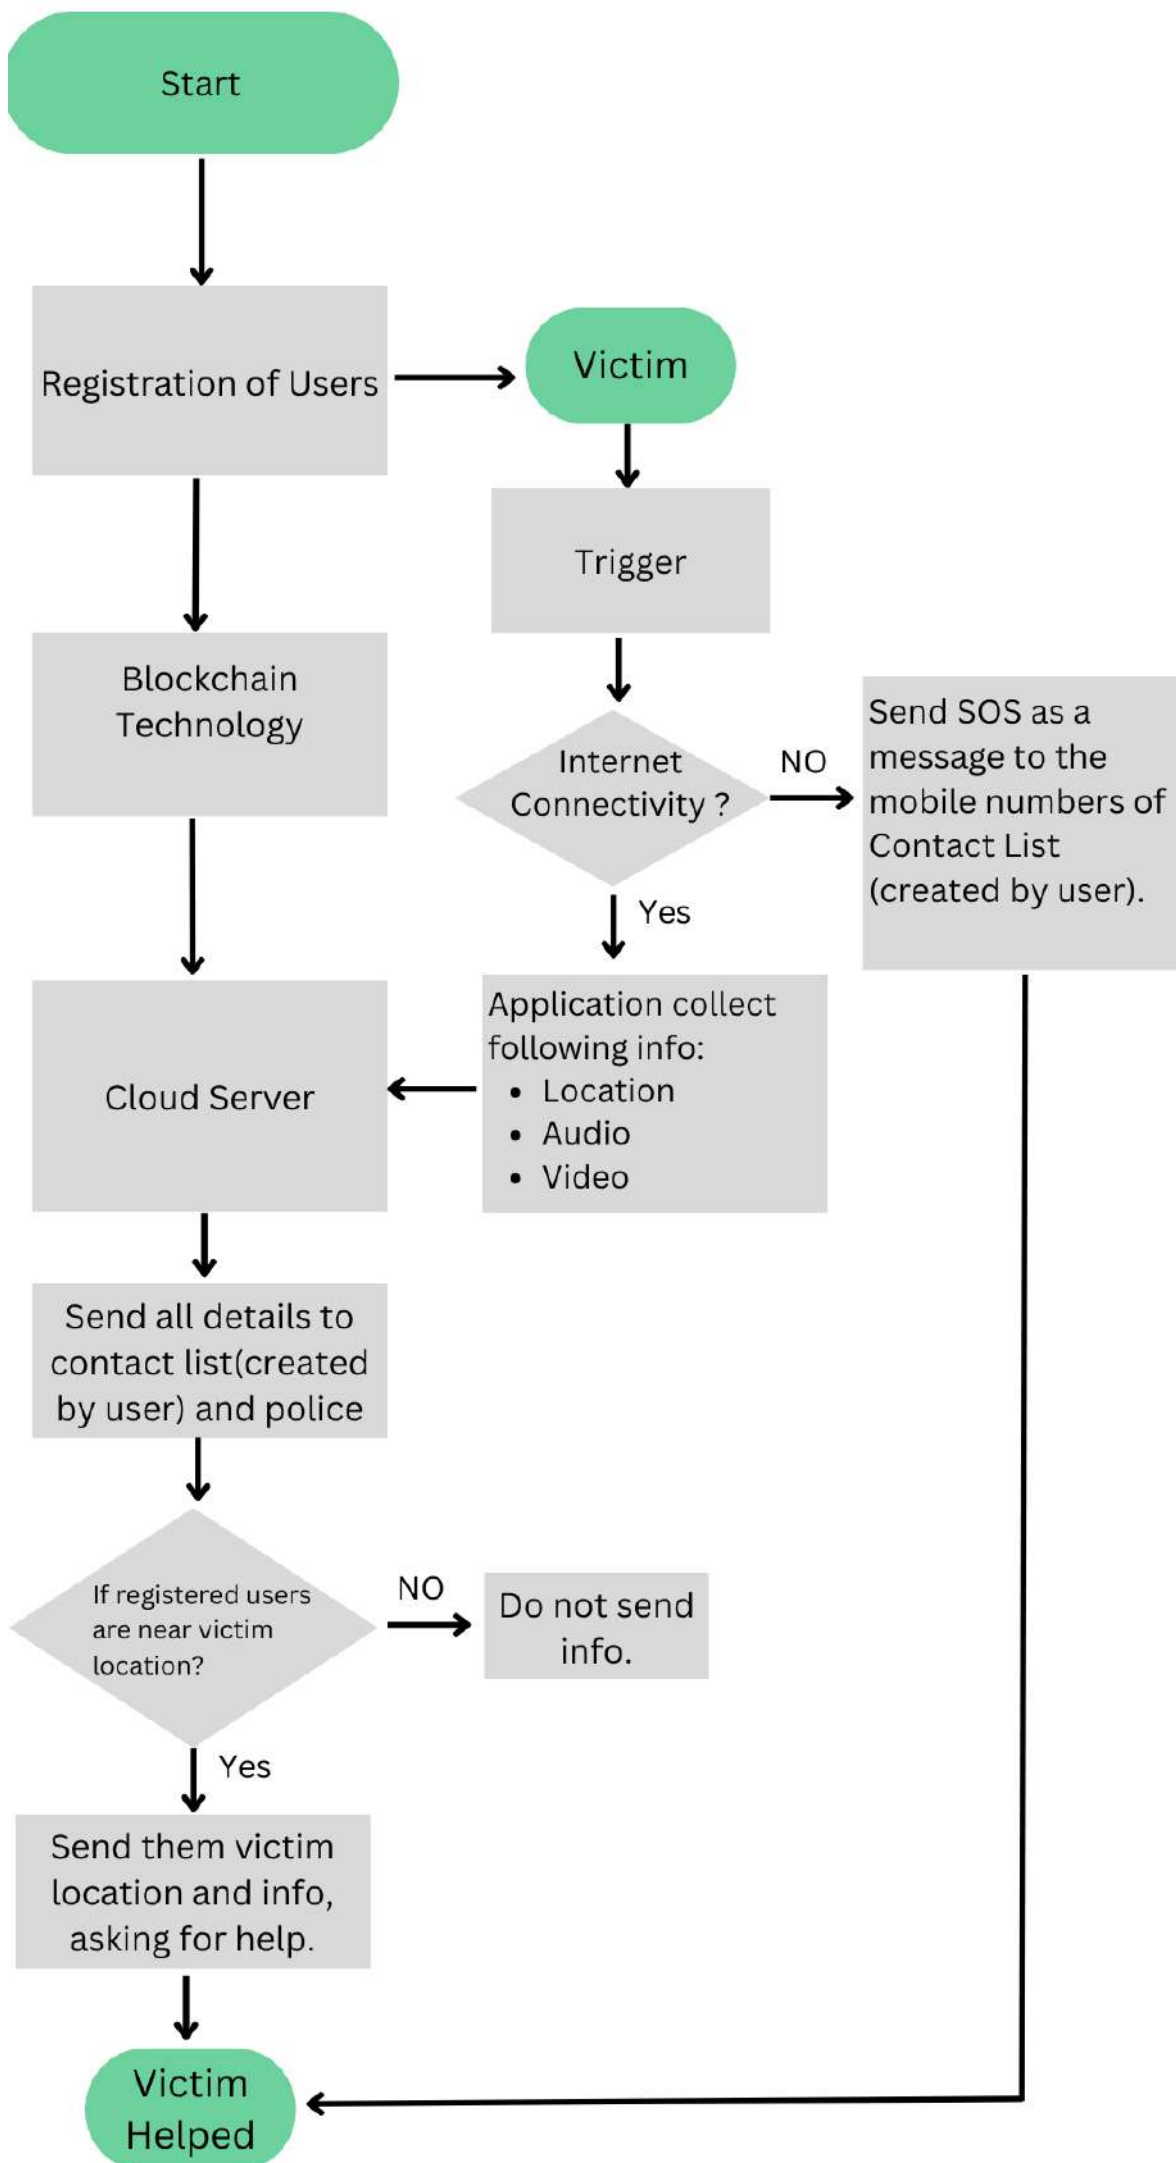 Start
Registration of Users
Victim
Trigger
Blockchain
Technology
Internet
Connectivity ?
NO
Send SOS as a
message to the
mobile numbers of
Contact List
(created by user).
Yes
Application collect
following info:
• Location
• Audio
• Video
Cloud Server
Send all details to
contact list(created
by user) and police
If registered users
are near victim
location?
NO
Do not send
info.
Yes
Send them victim
location and info,
asking for help.
Victim
Helped